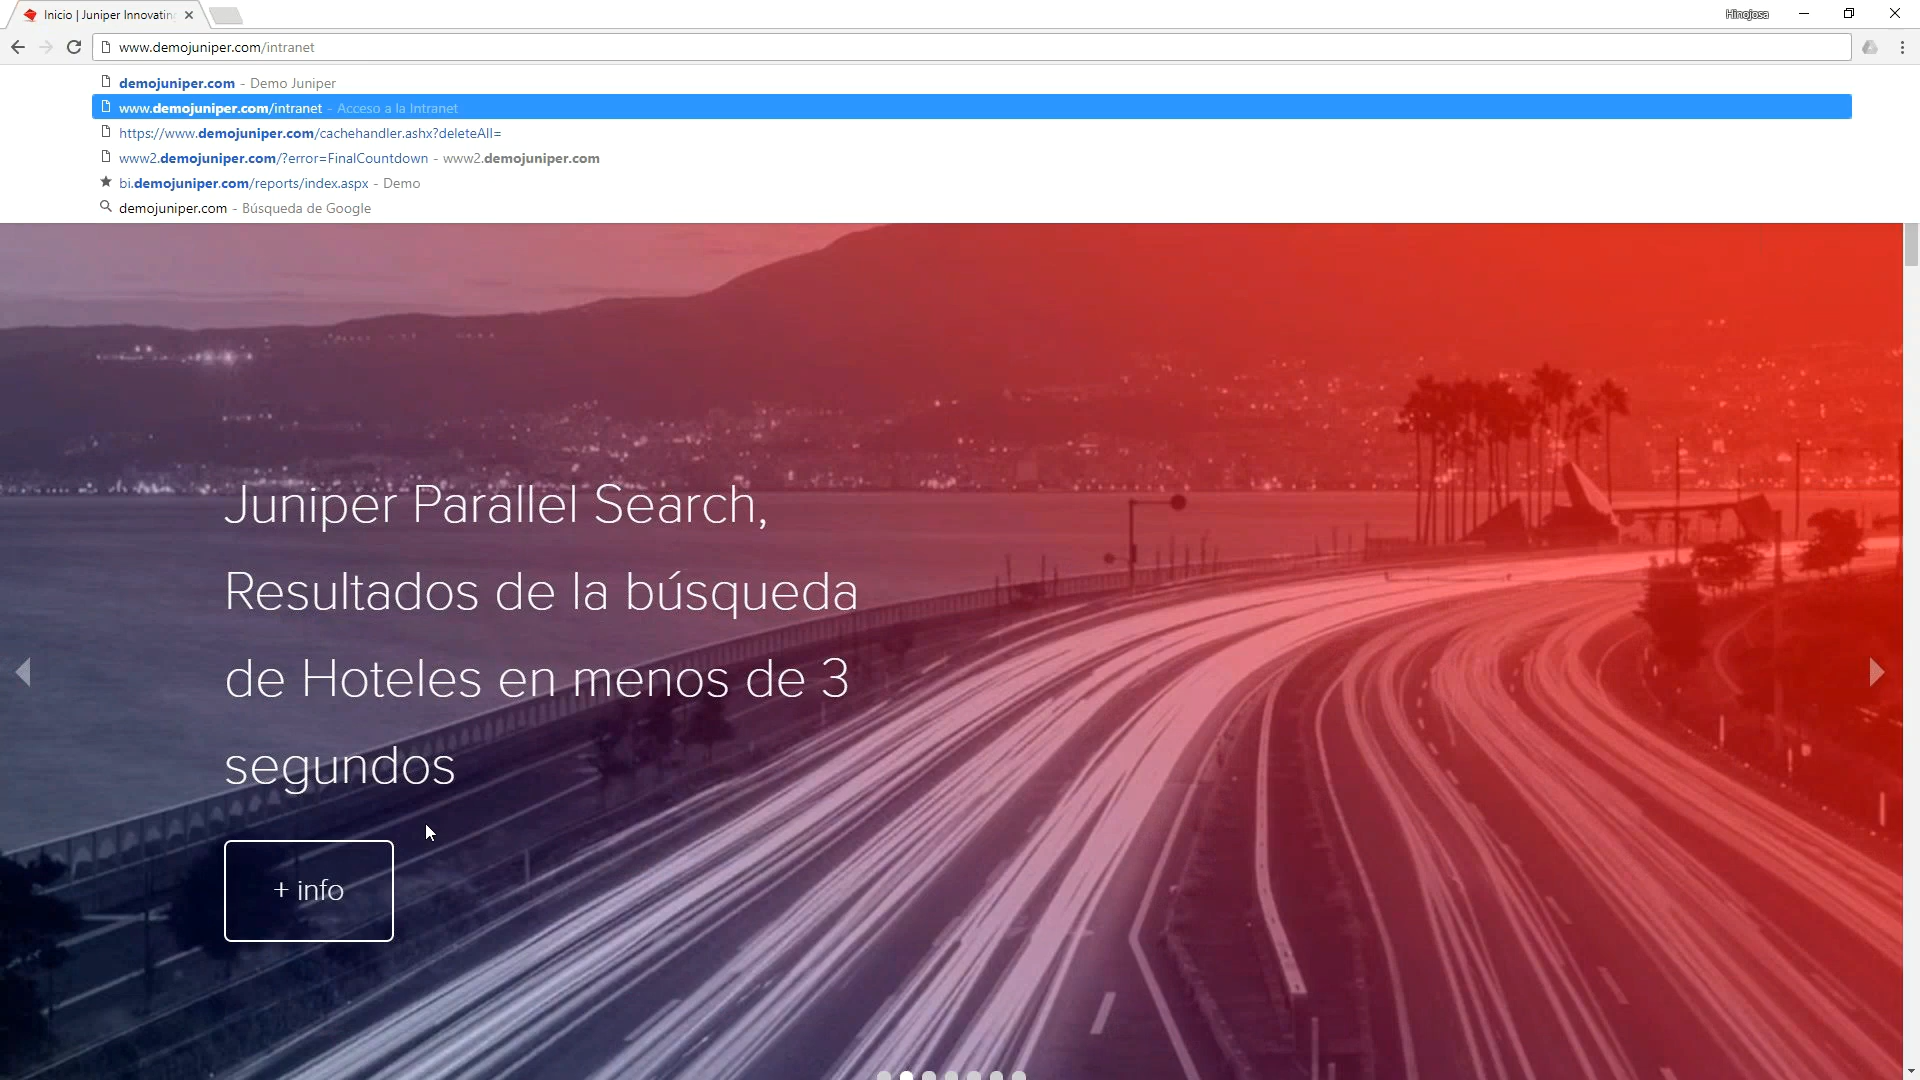 Inicio | Juniper Innovatin
Hinojosa
www.demojuniper.com/intranet
demojuniper.com - Demo Juniper
www.demojuniper.com/intranet - Acceso a la Intranet
https://www.demojuniper.com/cachehandler.ashx?deleteAll=
www2.demojuniper.com/?error=FinalCountdown - www2.demojuniper.com
bi.demojuniper.com/reports/index.aspx - Demo
demojuniper.com - Búsqueda de Google
Juniper Parallel Search,
Resultados de la búsqueda
de Hoteles en menos de 3
segundos
+ info